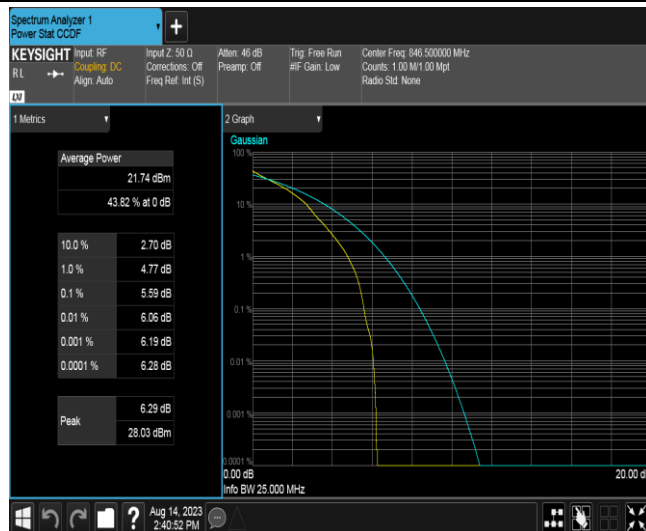 Spectrum Analyzer 1
Power Stat CCDF
+
KEYSIGHT
RL
LXI
Input: RF
Coupling: DC
Align: Auto
Input Z: 50 Ω
Corrections: Off
Freq Ref: Int (S)
Atten: 46 dB
Preamp: Off
Trig: Free Run
#IF Gain: Low
Center Freq: 846.500000 MHz
Counts: 1.00 M/1.00 Mpt
Radio Std: None
1 Metrics
Average Power
21.74 dBm
43.82 % at 0 dB
10.0 % 2.70 dB
1.0 % 4.77 dB
0.1 % 5.59 dB
0.01 % 6.06 dB
0.001 % 6.19 dB
0.0001 % 6.28 dB
Peak
6.29 dB
28.03 dBm
2 Graph
Gaussian
100 %
10 %
1 %
0.1 %
0.01 %
0.001 %
0.0001 %
0.00 dB
20.00 d
Info BW 25.000 MHz
?
Aug 14, 2023
2:40:52 PM